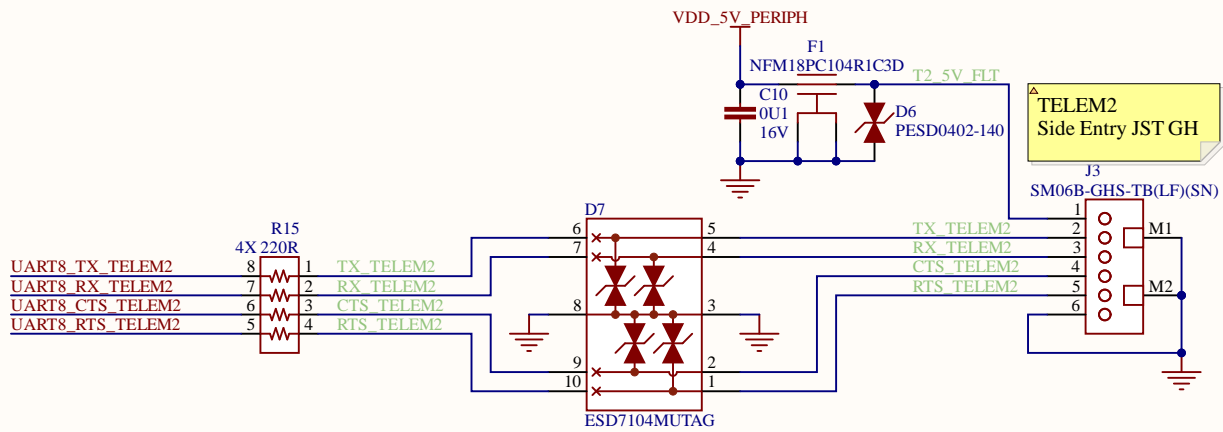 VDD_5V_PERIPH
F1
NFM18PC104R1C3D
T2_5V_FLT
C10
0U1
16V
D6
PESD0402-140
TELEM2
Side Entry JST GH
J3
SM06B-GHS-TB(LF)(SN)
1
2
3
4
5
6
M1
M2
D7
6
7
8
9
10
5
4
3
2
1
ESD7104MUTAG
TX_TELEM2
RX_TELEM2
CTS_TELEM2
RTS_TELEM2
R15
4X 220R
UART8_TX_TELEM2 8 1 TX_TELEM2
UART8_RX_TELEM2 7 2 RX_TELEM2
UART8_CTS_TELEM2 6 3 CTS_TELEM2
UART8_RTS_TELEM2 5 4 RTS_TELEM2